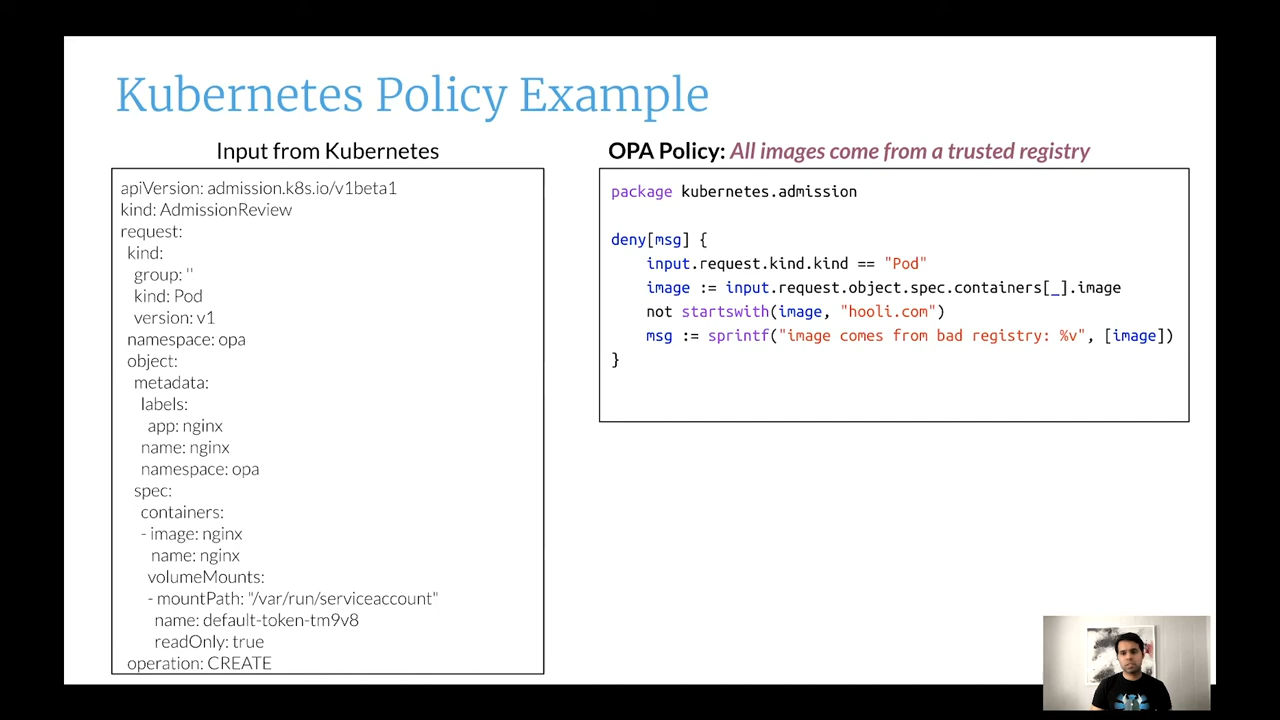 Kubernetes Policy Example
Input from Kubernetes
apiVersion: admission.k8s.io/v1beta1
kind: AdmissionReview
request:
kind:
group: ''
kind: Pod
version: v1
namespace: opa
object:
metadata:
labels:
app: nginx
name: nginx
namespace: opa
spec:
containers:
- image: nginx
name: nginx
volumeMounts:
- mountPath: "/var/run/serviceaccount"
name: default-token-tm9v8
readOnly: true
operation: CREATE
OPA Policy: All images come from a trusted registry
package kubernetes.admission
deny[msg] {
input.request.kind.kind == "Pod"
image := input.request.object.spec.containers[_].image
not startswith(image, "hooli.com")
msg := sprintf("image comes from bad registry: %v", [image])
}